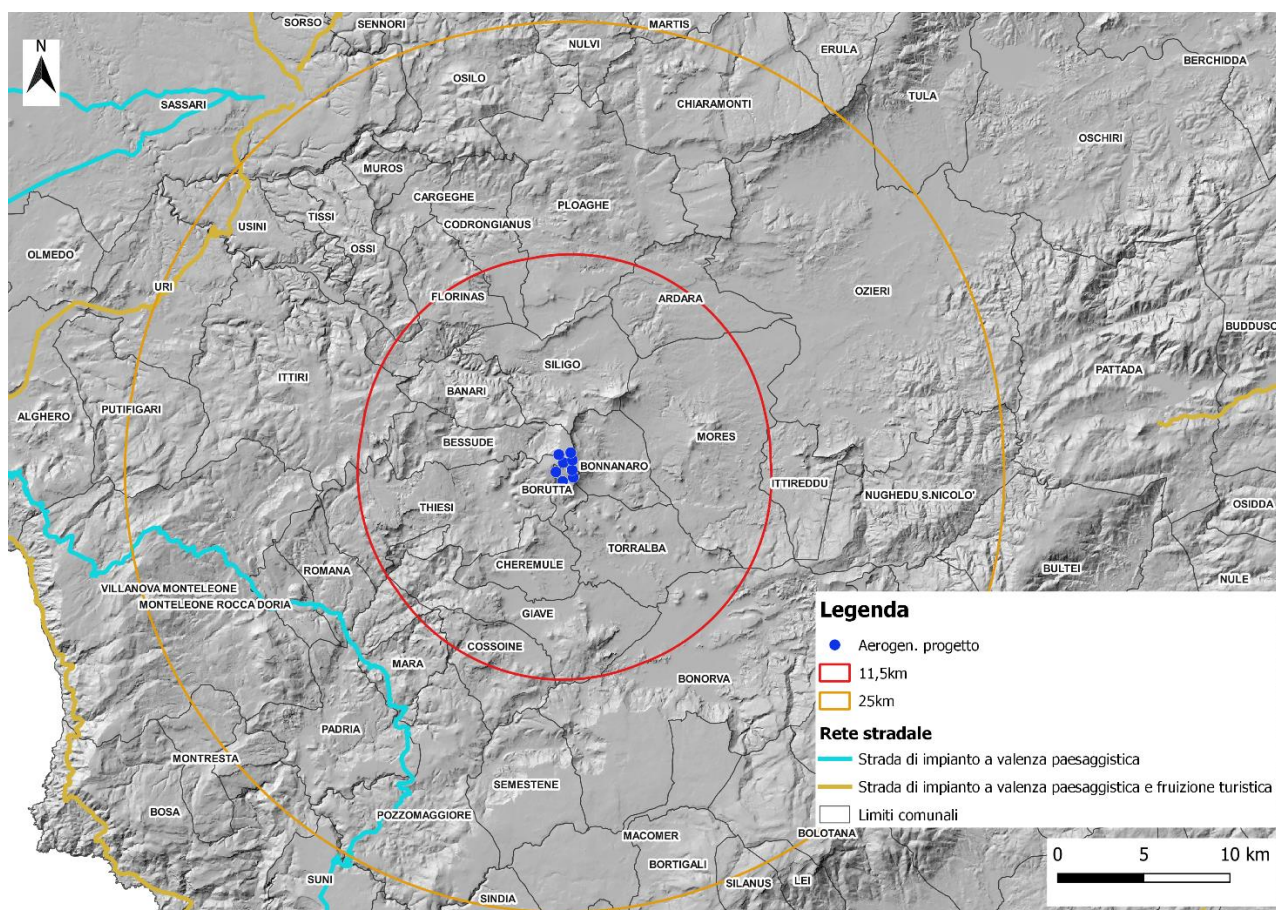 SORSO
SENNORI
MARTIS
N
NULVI
ERULA
BERCHIDDA
OSILO
TULA
SASSARI
CHIARAMONTI
OSCHIRI
MUROS
CARGEGHE
PLOAGHE
TISSI
CODRONGIANUS
USINI
OSSI
OLMEDO
URI
FLORINAS
ARDARA
OZIERI
BUDDUSO'
SILIGO
PATTADA
ITTIRI
BANARI
PUTIFIGARI
ALGHERO
BESSUDE
MORES
BONNANARO
ITTIREDDU
BORUTTA
NUGHEDU S.NICOLO'
THIESI
OSIDDA
TORRALBA
CHEREMULE
ROMANA
BULTEI
VILLANOVA MONTELEONE
NULE
MONTELEONE ROCCA DORIA
GIAVE
COSSOINE
MARA
BONORVA
PADRIA
MONTRESTA
SEMESTENE
BOSA
POZZOMAGGIORE
MACOMER
BOLOTANA
BORTIGALI
SUNI
SILANUS
LEI
SINDIA
Legenda
Aerogen. progetto
11,5km
25km
Rete stradale
Strada di impianto a valenza paesaggistica
Strada di impianto a valenza paesaggistica e fruizione turistica
Limiti comunali
0 5 10 km